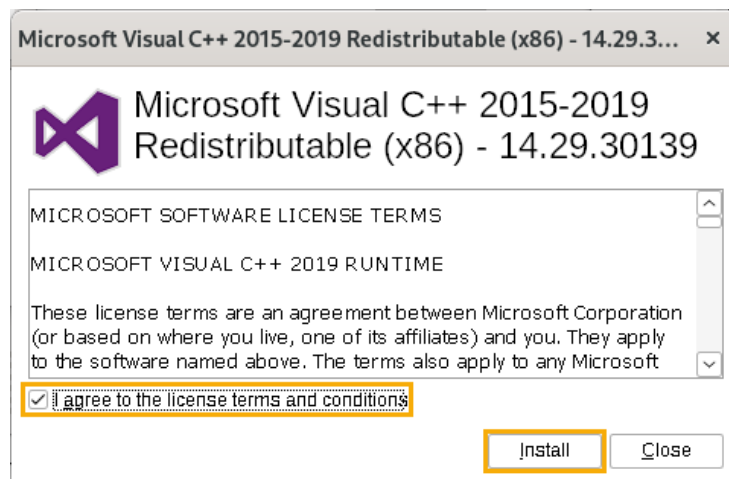 Microsoft Visual C++ 2015-2019 Redistributable (x86) - 14.29.3... ×
Microsoft Visual C++ 2015-2019
Redistributable (x86) - 14.29.30139
MICROSOFT SOFTWARE LICENSE TERMS
MICROSOFT VISUAL C++ 2019 RUNTIME
These license terms are an agreement between Microsoft Corporation
(or based on where you live, one of its affiliates) and you. They apply
to the software named above. The terms also apply to any Microsoft
I agree to the license terms and conditions
Install Close